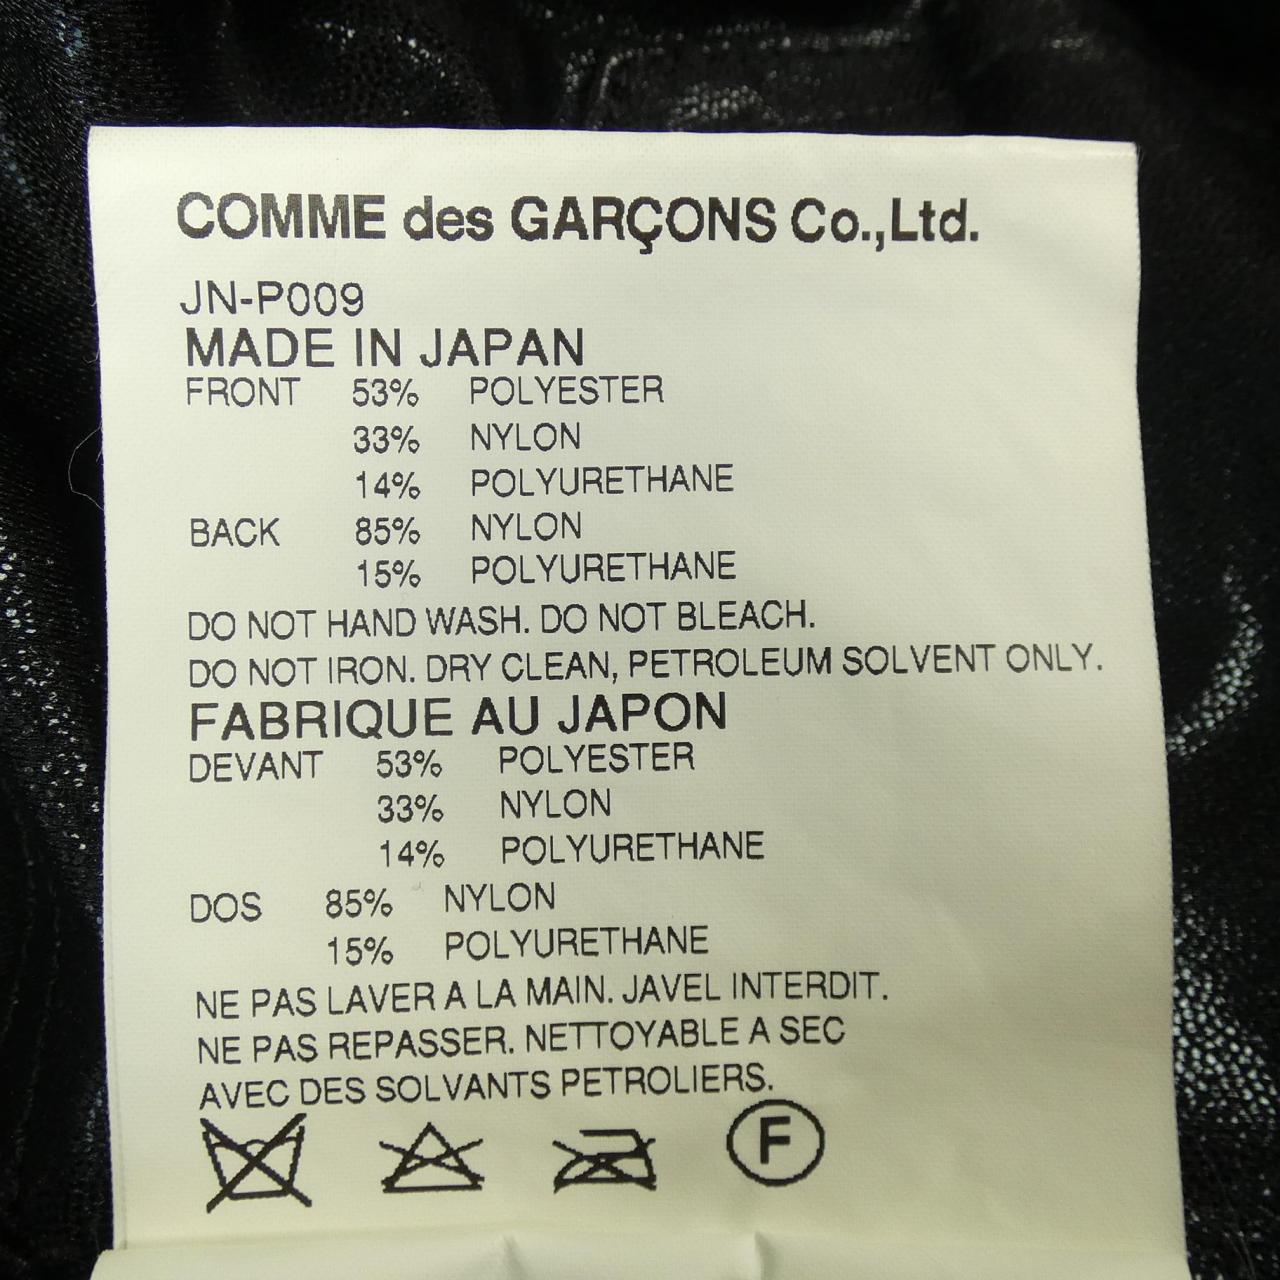 COMME des GARÇONS Co.,Ltd.
JN-P009
MADE IN JAPAN
FRONT 53% POLYESTER
33% NYLON
14% POLYURETHANE
BACK 85% NYLON
15% POLYURETHANE
DO NOT HAND WASH. DO NOT BLEACH.
DO NOT IRON. DRY CLEAN, PETROLEUM SOLVENT ONLY.
FABRIQUE AU JAPON
DEVANT 53% POLYESTER
33% NYLON
14% POLYURETHANE
DOS 85% NYLON
15% POLYURETHANE
NE PAS LAVER A LA MAIN. JAVEL INTERDIT.
NE PAS REPASSER. NETTOYABLE A SEC
AVEC DES SOLVANTS PETROLIERS.
F